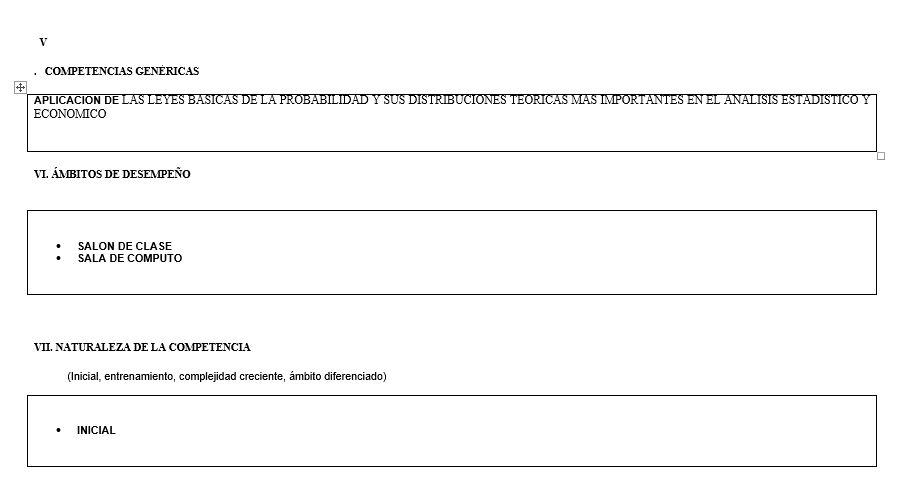 V
. COMPETENCIAS GENÉRICAS
APLICACION DE LAS LEYES BASICAS DE LA PROBABILIDAD Y SUS DISTRIBUCIONES TEORICAS MAS IMPORTANTES EN EL ANALISIS ESTADISTICO Y
ECONOMICO
VI. ÁMBITOS DE DESEMPEÑO
• SALON DE CLASE
• SALA DE COMPUTO
VII. NATURALEZA DE LA COMPETENCIA
(Inicial, entrenamiento, complejidad creciente, ámbito diferenciado)
• INICIAL